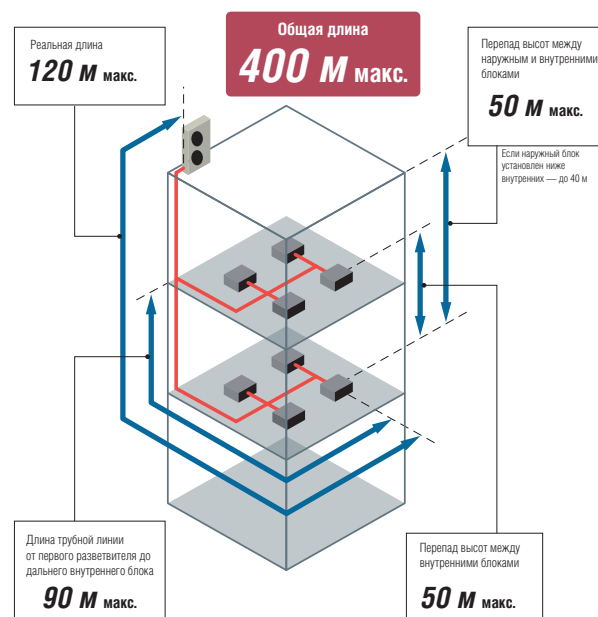 Реальная длина
120 м макс.
Общая длина
400 м макс.
Перепад высот между
наружным и внутренними
блоками
50 м макс.
Если наружный блок
установлен ниже
внутренних — до 40 м
Длина трубной линии
от первого разветвителя до
дальнего внутреннего блока
90 м макс.
Перепад высот между
внутренними блоками
50 м макс.